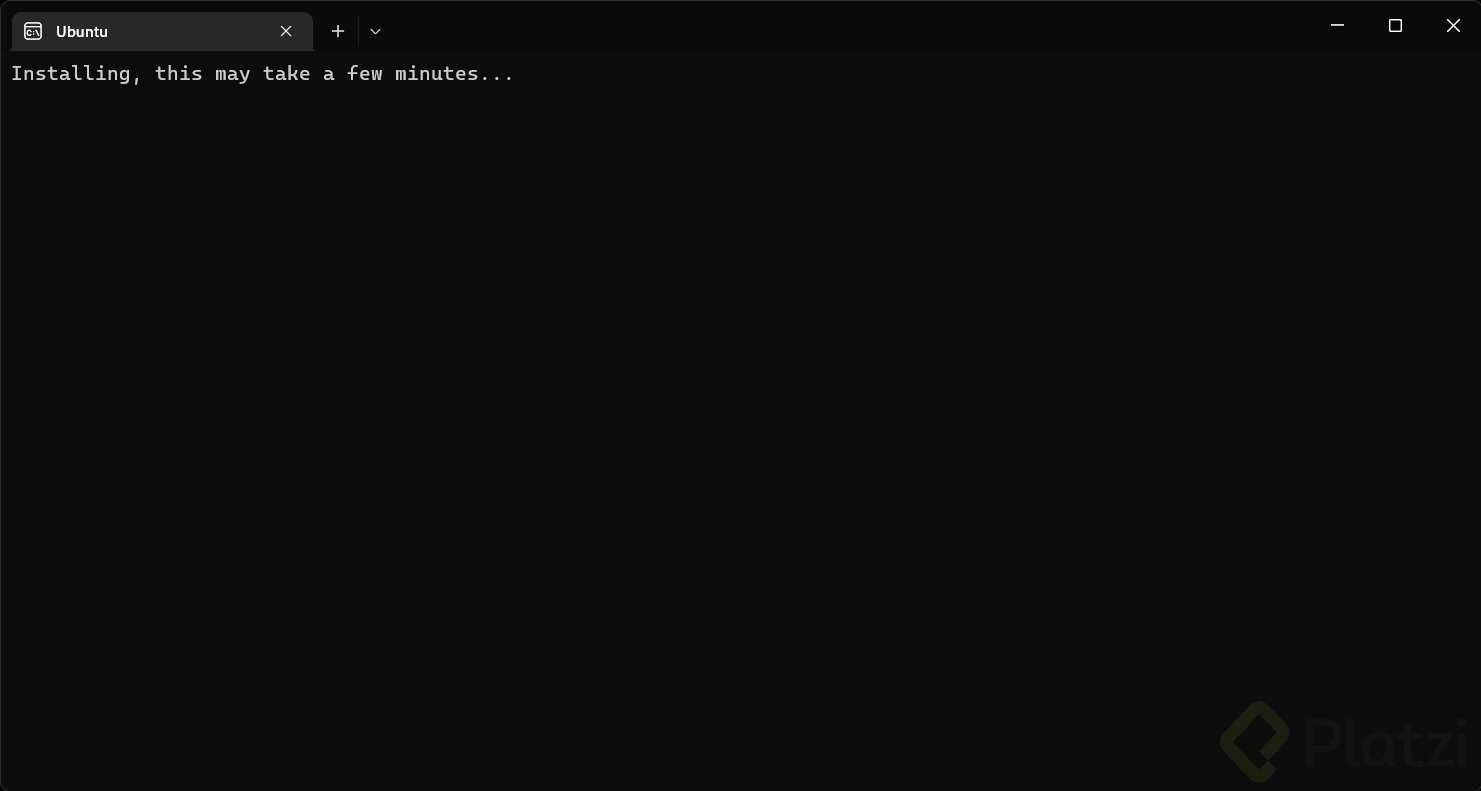 Ubuntu
Installing, this may take a few minutes...
Platzi